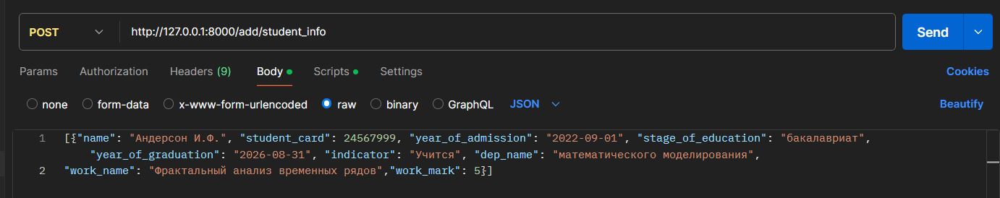 POST http://127.0.0.1:8000/add/student_info Send
Params Authorization Headers (9) Body Scripts Settings Cookies
none form-data x-www-form-urlencoded raw binary GraphQL JSON Beautify
1 [{"name": "Андерсон И.Ф.", "student_card": 24567999, "year_of_admission": "2022-09-01", "stage_of_education": "бакалавриат",
"year_of_graduation": "2026-08-31", "indicator": "Учится", "dep_name": "математического моделирования",
2 "work_name": "Фрактальный анализ временных рядов","work_mark": 5}]